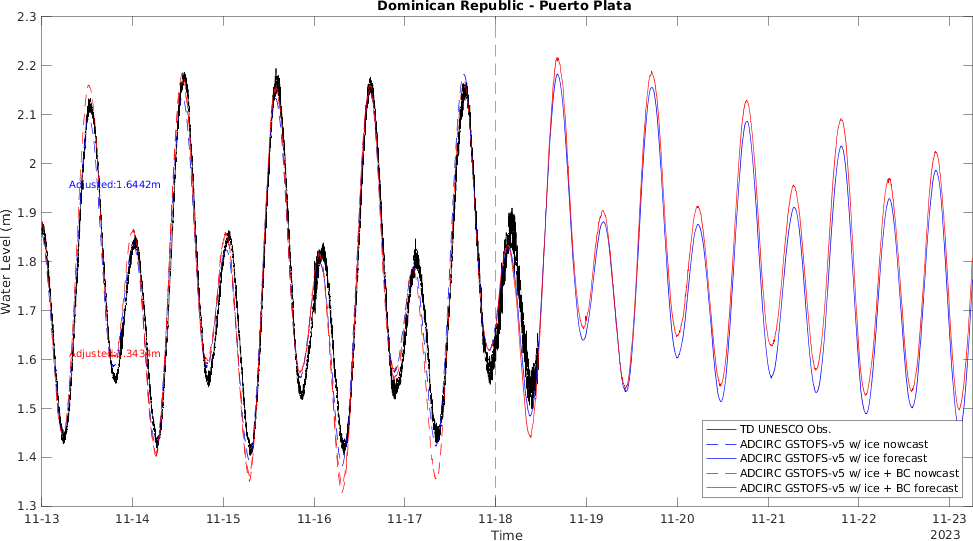 Dominican Republic - Puerto Plata
2.3
2.2
2.1
2
1.9
1.8
1.7
1.6
1.5
1.4
1.3
Water Level (m)
Adjusted:1.6442m
Adjusted: .3434m
TD UNESCO Obs.
ADCIRC GSTOFS-v5 w/ ice nowcast
ADCIRC GSTOFS-v5 w/ ice forecast
ADCIRC GSTOFS-v5 w/ ice + BC nowcast
ADCIRC GSTOFS-v5 w/ ice + BC forecast
11-13 11-14 11-15 11-16 11-17 11-18 11-19 11-20 11-21 11-22 11-23
2023
Time